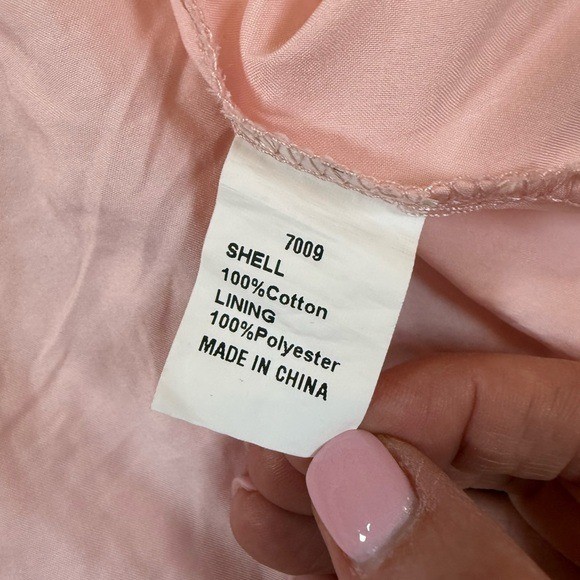 7009
SHELL
100%Cotton
LINING
100%Polyester
MADE IN CHINA